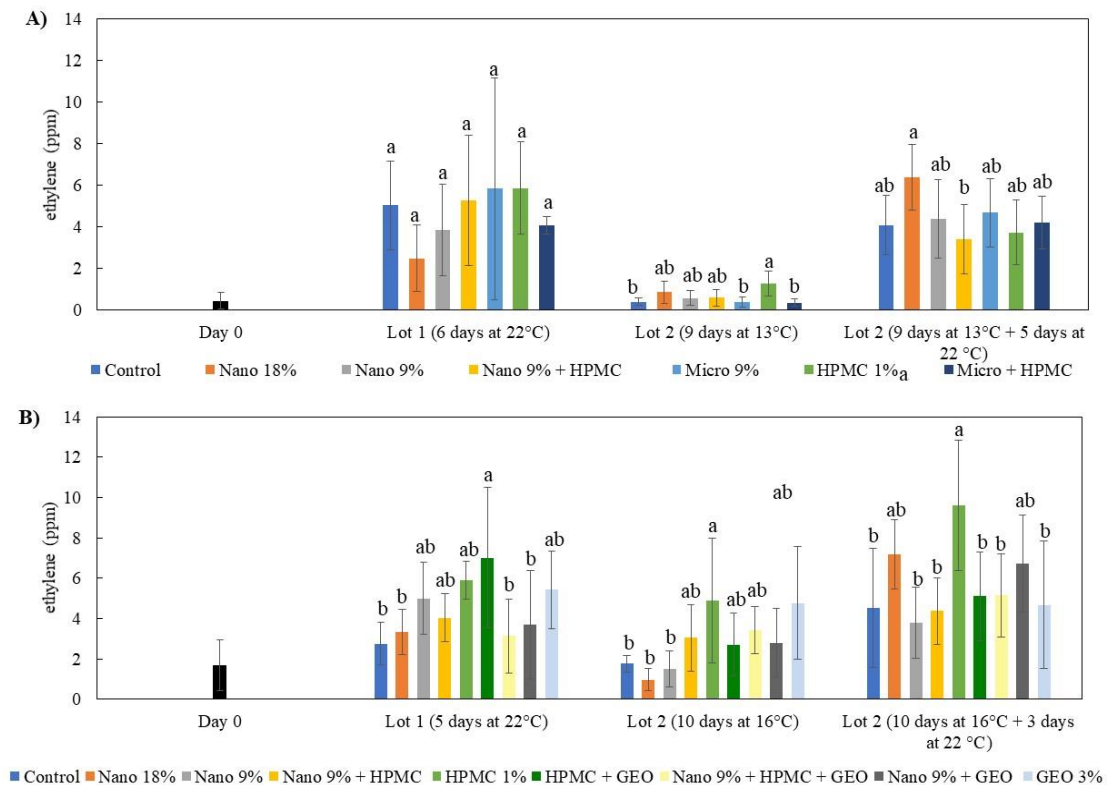 A)
14
12
10
8
6
4
2
0
ethylene (ppm)
a a a a a a a
b ab ab ab b a b
ab a ab b ab ab ab
Day 0 Lot 1 (6 days at 22°C) Lot 2 (9 days at 13°C) Lot 2 (9 days at 13°C + 5 days at
22 °C)
Control Nano 18% Nano 9% Nano 9% + HPMC Micro 9% HPMC 1%a Micro + HPMC
B)
14
12
10
8
6
4
2
0
ethylene (ppm)
b b ab ab ab a b b ab
b b b ab a ab ab ab
b ab b b a b b ab b
Day 0 Lot 1 (5 days at 22°C) Lot 2 (10 days at 16°C) Lot 2 (10 days at 16°C + 3 days
at 22 °C)
Control Nano 18% Nano 9% Nano 9% + HPMC HPMC 1% HPMC + GEO Nano 9% + HPMC + GEO Nano 9% + GEO GEO 3%